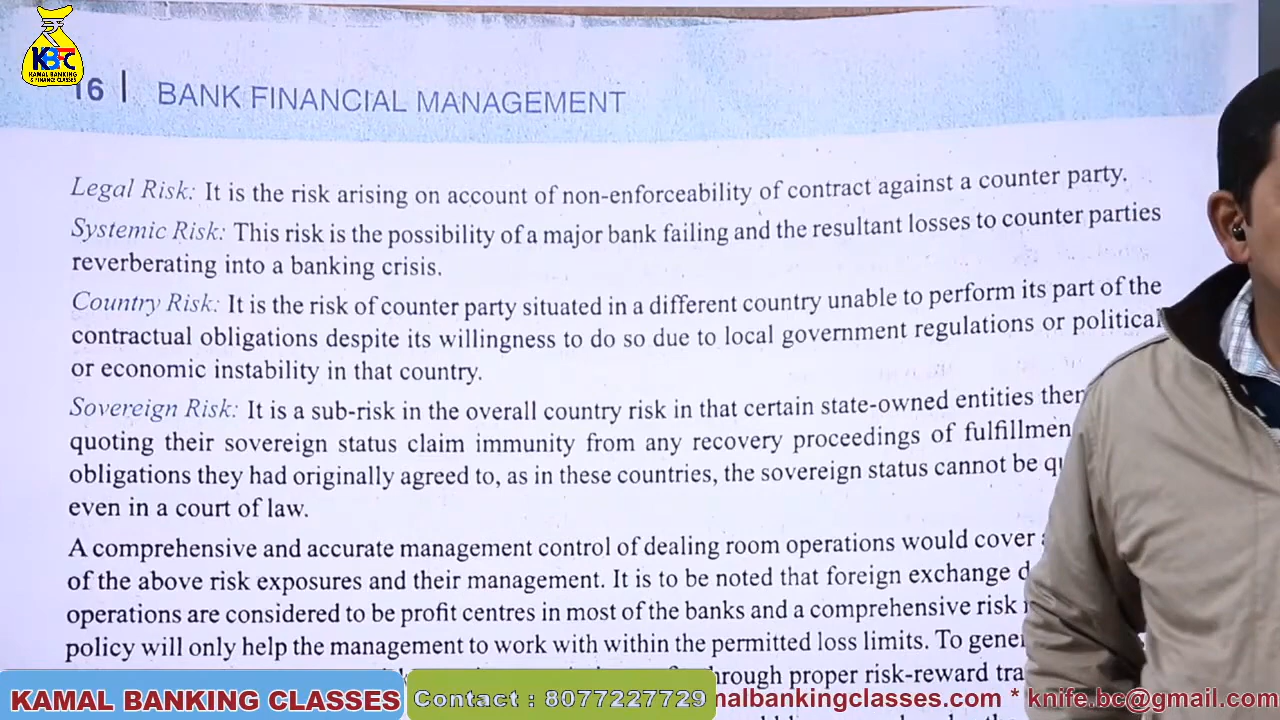 KBFC
KAMAL BANKING
& FINANCE CLASSES
16 | BANK FINANCIAL MANAGEMENT
Legal Risk: It is the risk arising on account of non-enforceability of contract against a counter party.
Systemic Risk: This risk is the possibility of a major bank failing and the resultant losses to counter parties
reverberating into a banking crisis.
Country Risk: It is the risk of counter party situated in a different country unable to perform its part of the
contractual obligations despite its willingness to do so due to local government regulations or political
or economic instability in that country.
Sovereign Risk: It is a sub-risk in the overall country risk in that certain state-owned entities
quoting their sovereign status claim immunity from any recovery proceedings of
obligations they had originally agreed to, as in these countries, the sovereign status cannot be
even in a court of law.
A comprehensive and accurate management control of dealing room operations would cover
of the above risk exposures and their management. It is to be noted that foreign exchange
operations are considered to be profit centres in most of the banks and a comprehensive risk
policy will only help the management to work with within the permitted loss limits. To
through proper risk-reward
KAMAL BANKING CLASSES Contact : 8077227729 malbankingclasses.com * knife.bc@gmail.com